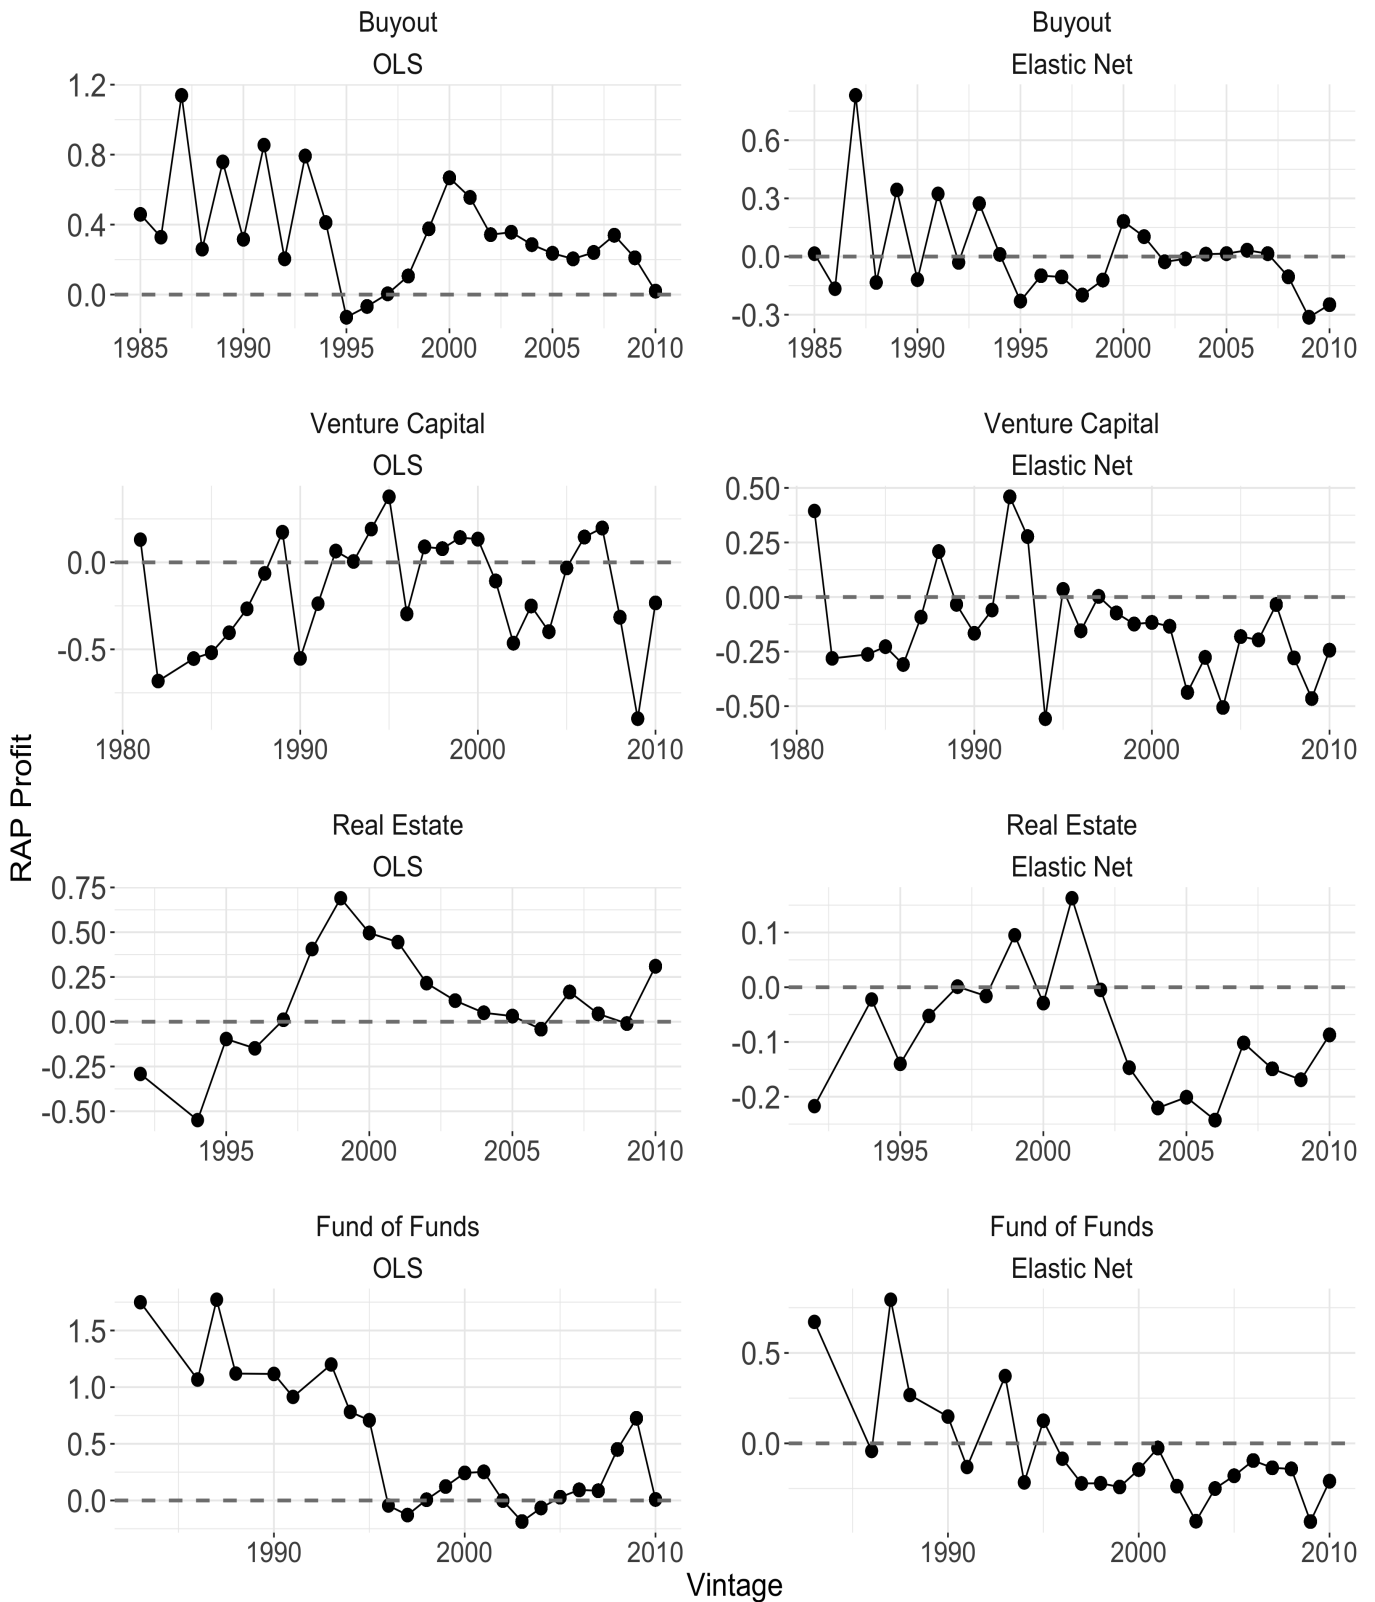 Buyout
OLS
1.2
0.8
0.4
0.0
1985 1990 1995 2000 2005 2010
Buyout
Elastic Net
0.6
0.3
0.0
-0.3
1985 1990 1995 2000 2005 2010
Venture Capital
OLS
0.0
-0.5
1980 1990 2000 2010
Venture Capital
Elastic Net
0.50
0.25
0.00
-0.25
-0.50
1980 1990 2000 2010
RAP Profit
Real Estate
OLS
0.75
0.50
0.25
0.00
-0.25
-0.50
1995 2000 2005 2010
Real Estate
Elastic Net
0.1
0.0
-0.1
-0.2
1995 2000 2005 2010
Fund of Funds
OLS
1.5
1.0
0.5
0.0
1990 2000 2010
Fund of Funds
Elastic Net
0.5
0.0
1990 2000 2010
Vintage